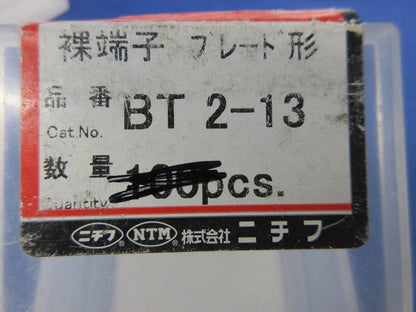 裸端子 ブレード形
品番 BT 2-13
Cat.No.
数量 100pcs.
Quantity
ニチフ® NTM® 株式会社 ニチフ